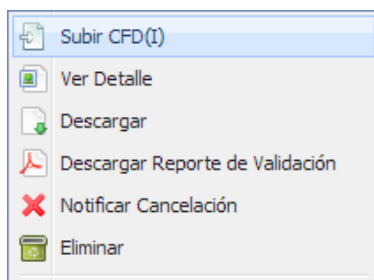 Subir CFD(I)
Ver Detalle
Descargar
Descargar Reporte de Validación
Notificar Cancelación
Eliminar